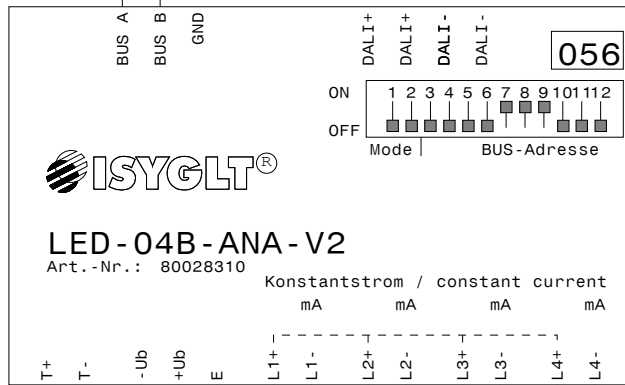 BUS A BUS B GND DALI+ DALI+ DALI- DALI-
056
ON 1 2 3 4 5 6 7 8 9 10 11 12
OFF
Mode BUS-Adresse
ISYGLT®
LED-04B-ANA-V2
Art.-Nr.: 80028310
Konstantstrom / constant current
mA mA mA mA
T+ T- -Ub +Ub E L1+ L1- L2+ L2- L3+ L3- L4+ L4-